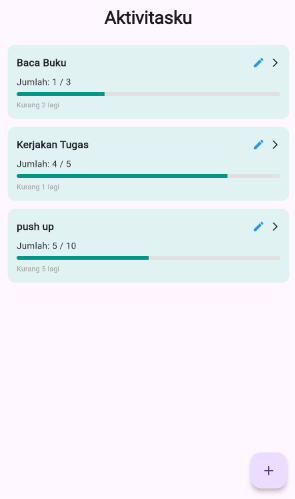 Aktivitasku
Baca Buku
Jumlah: 1 / 3
Kurang 2 lagi
Kerjakan Tugas
Jumlah: 4 / 5
Kurang 1 lagi
push up
Jumlah: 5 / 10
Kurang 5 lagi
+